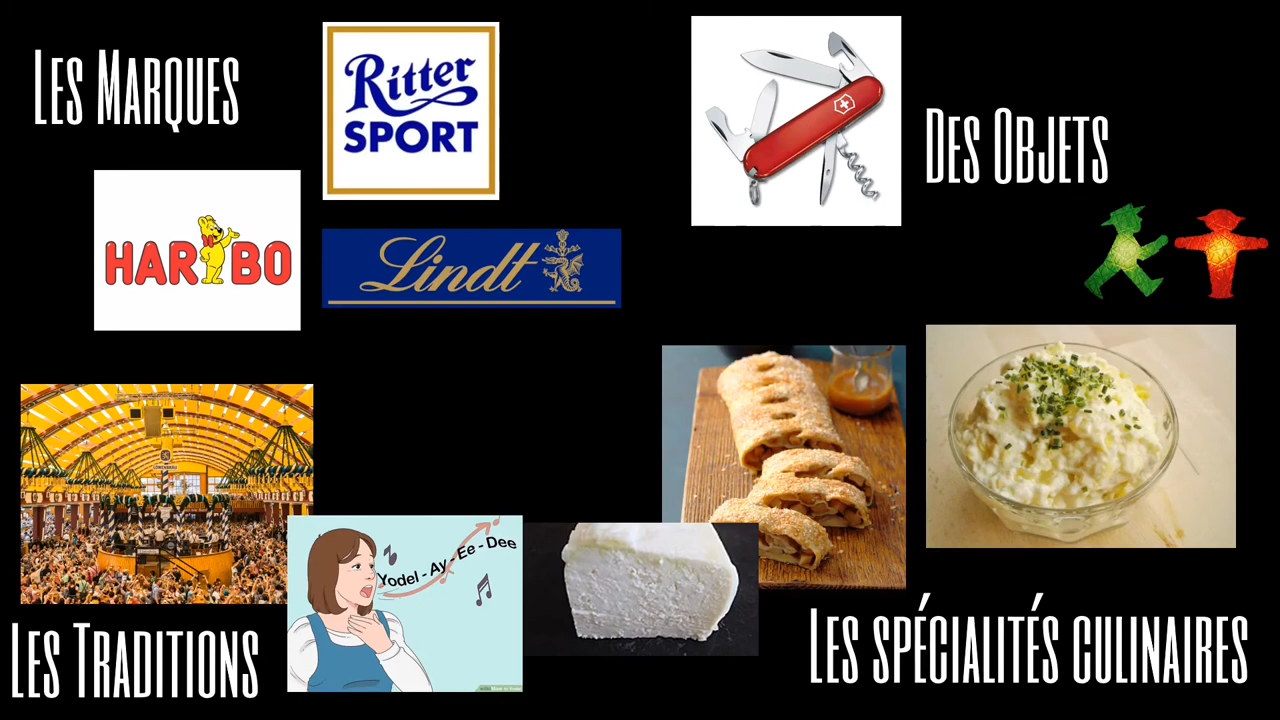 Les Marques
Ritter
SPORT
HARIBO
Lindt
Des Objets
Yodel - Ay - Ee - Dee
Les Traditions
Les spécialités culinaires